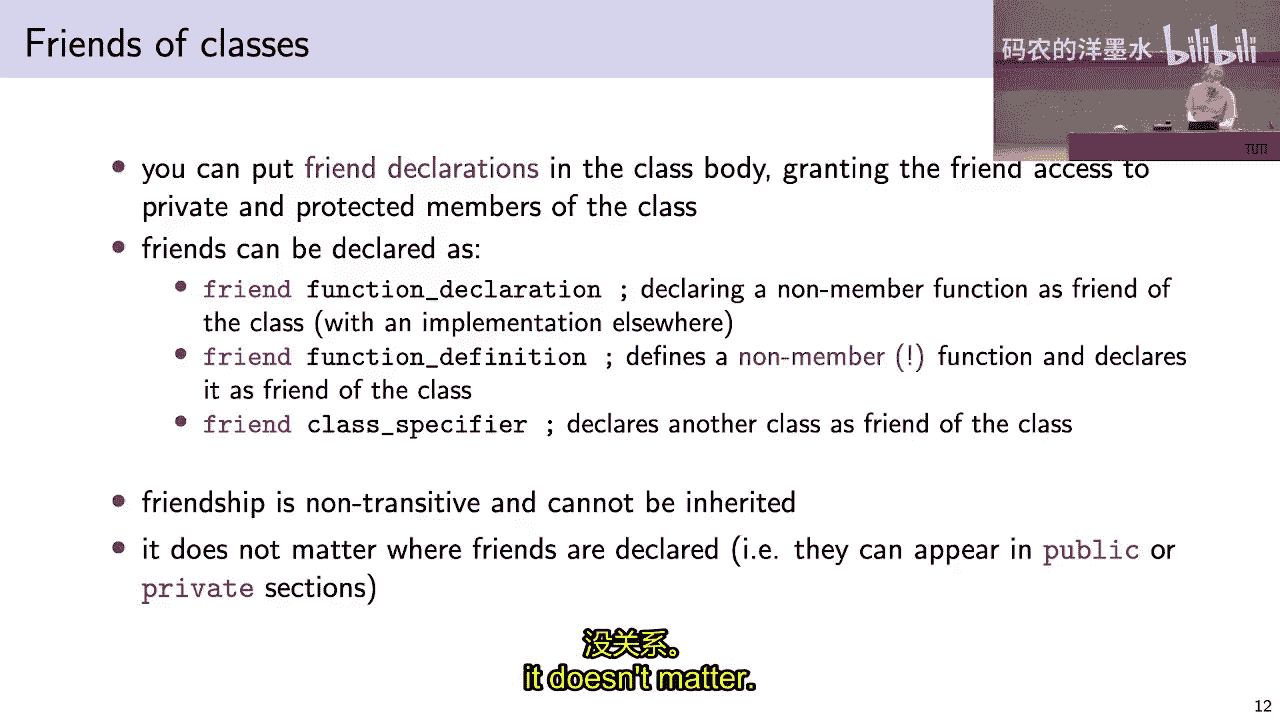 Friends of classes
码农的洋墨水 bilibili
TUM
• you can put friend declarations in the class body, granting the friend access to
private and protected members of the class
• friends can be declared as:
• friend function_declaration ; declaring a non-member function as friend of
the class (with an implementation elsewhere)
• friend function_definition ; defines a non-member (!) function and declares
it as friend of the class
• friend class_specifier ; declares another class as friend of the class
• friendship is non-transitive and cannot be inherited
• it does not matter where friends are declared (i.e. they can appear in public or
private sections)
没关系。
it doesn't matter.
12